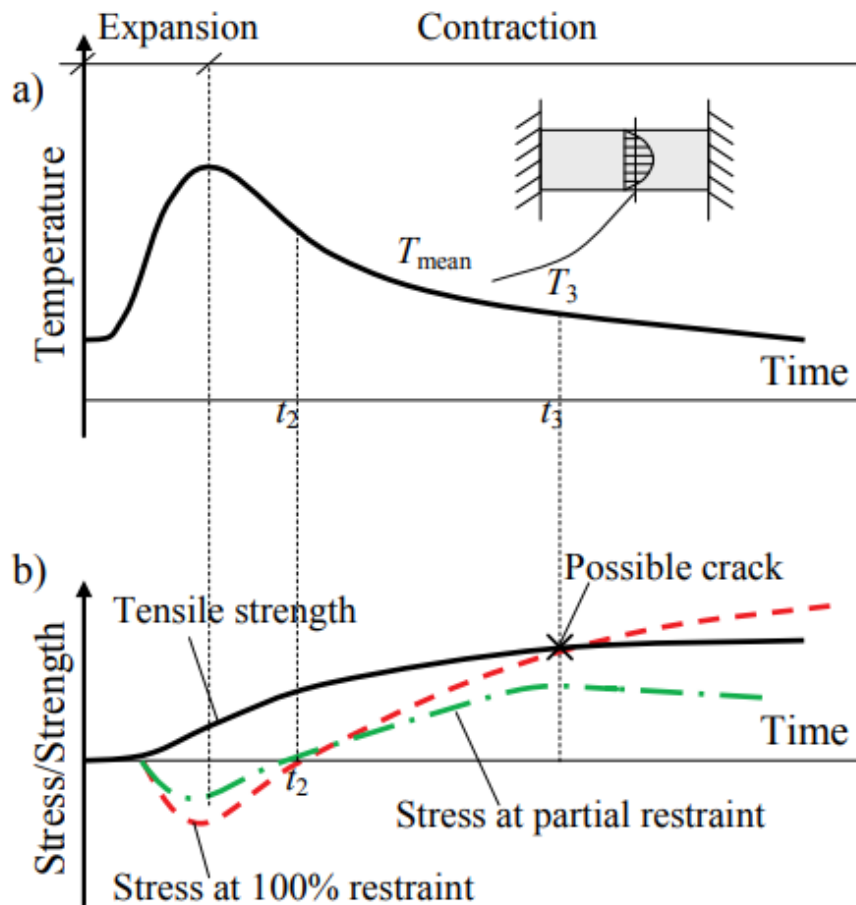 Expansion
Contraction
a)
Temperature
T_mean
T_3
Time
t_2
t_3
b)
Stress/Strength
Tensile strength
Possible crack
Time
t_2
Stress at partial restraint
Stress at 100% restraint